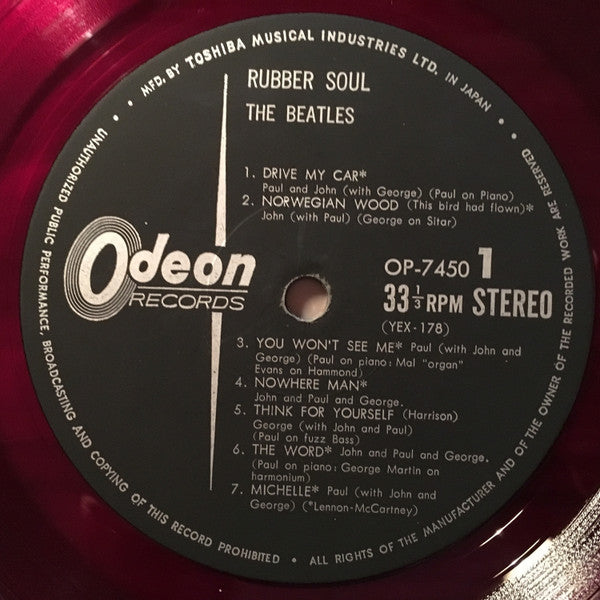 MFD. BY TOSHIBA MUSICAL INDUSTRIES LTD. IN JAPAN
RUBBER SOUL
THE BEATLES
1. DRIVE MY CAR*
Paul and John (with George) (Paul on Piano)
2. NORWEGIAN WOOD (This bird had flown)*
John (with Paul) (George on Sitar)
Odeon
RECORDS
OP-7450 1
33 1/3 RPM STEREO
(YEX-178)
3. YOU WON'T SEE ME* Paul (with John and
George) (Paul on piano: Mal "organ"
Evans on Hammond)
4. NOWHERE MAN*
John and Paul and George.
5. THINK FOR YOURSELF (Harrison)
George (with John and Paul)
(Paul on fuzz Bass)
6. THE WORD* John and Paul and George.
(Paul on piano: George Martin on
harmonium)
7. MICHELLE* Paul (with John and
George) (*Lennon-McCartney)
UNAUTHORIZED PUBLIC PERFORMANCE, BROADCASTING AND COPYING OF THIS RECORD PROHIBITED • ALL RIGHTS OF THE MANUFACTURER AND OF THE OWNER OF THE RECORDED WORK ARE RESERVED